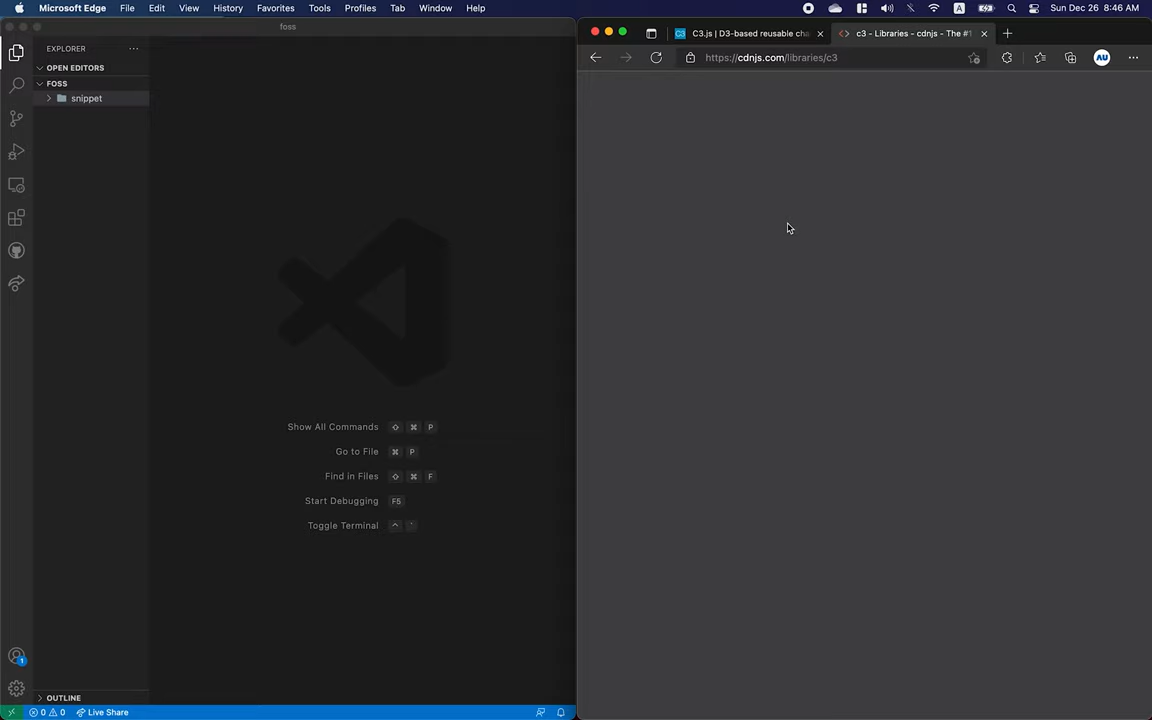 Microsoft Edge File Edit View History Favorites Tools Profiles Tab Window Help
A
Sun Dec 26 8:46 AM
foss
EXPLORER
OPEN EDITORS
FOSS
snippet
Show All Commands ⇧ ⌘ P
Go to File ⌘ P
Find in Files ⇧ ⌘ F
Start Debugging F5
Toggle Terminal ^ `
1
OUTLINE
0 0 Live Share
C3 C3.js | D3-based reusable cha
c3 - Libraries - cdnjs - The #1
https://cdnjs.com/libraries/c3
AU